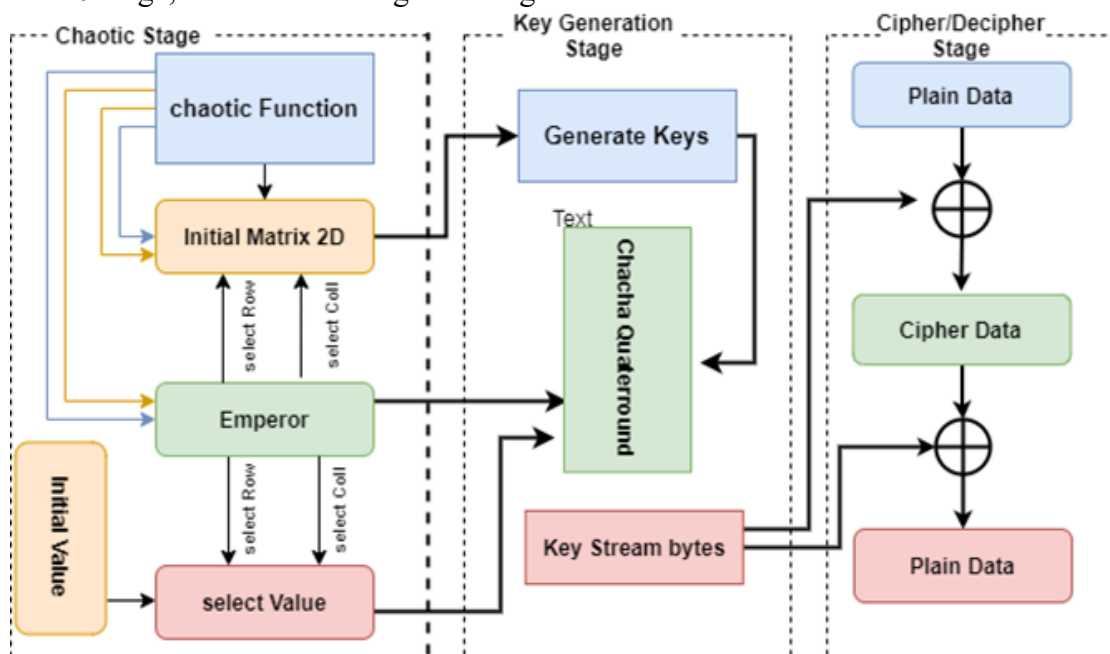 Chaotic Stage
chaotic Function
Initial Matrix 2D
select Row
select Coll
Emperor
select Row
select Coll
Initial Value
select Value
Key Generation
Stage
Generate Keys
Text
Chacha Quaterround
Key Stream bytes
Cipher/Decipher
Stage
Plain Data
Cipher Data
Plain Data